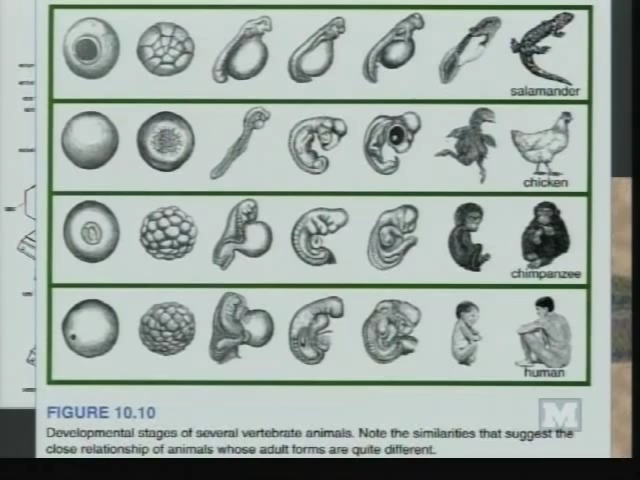 salamander
chicken
chimpanzee
human
FIGURE 10.10
M
Developmental stages of several vertebrate animals. Note the similarities that suggest the
close relationship of animals whose adult forms are quite different.